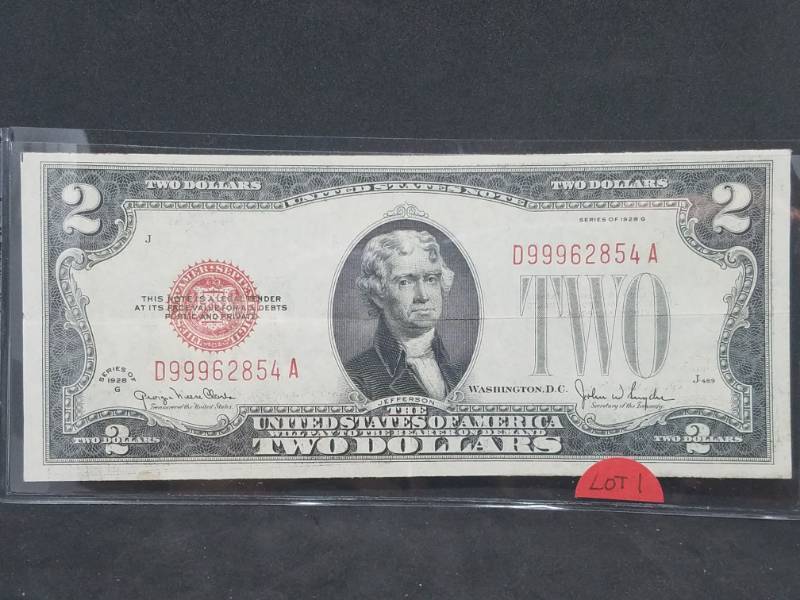 2 TWO DOLLARS TWO DOLLARS 2
UNITED STATES NOTE
SERIES OF 1928 G
J
D99962854 A
TWO
THIS NOTE IS A LEGAL TENDER
AT ITS FACE VALUE FOR ALL DEBTS
PUBLIC AND PRIVATE
D99962854 A
SERIES OF
1928
G
WASHINGTON, D.C.
J 489
Treasurer of the United States.
Secretary of the Treasury.
JEFFERSON
THE
UNITED STATES OF AMERICA
WILL PAY TO THE BEARER ON DEMAND
TWO DOLLARS
TWO DOLLARS
2
TWO DOLLARS
2
LOT 1